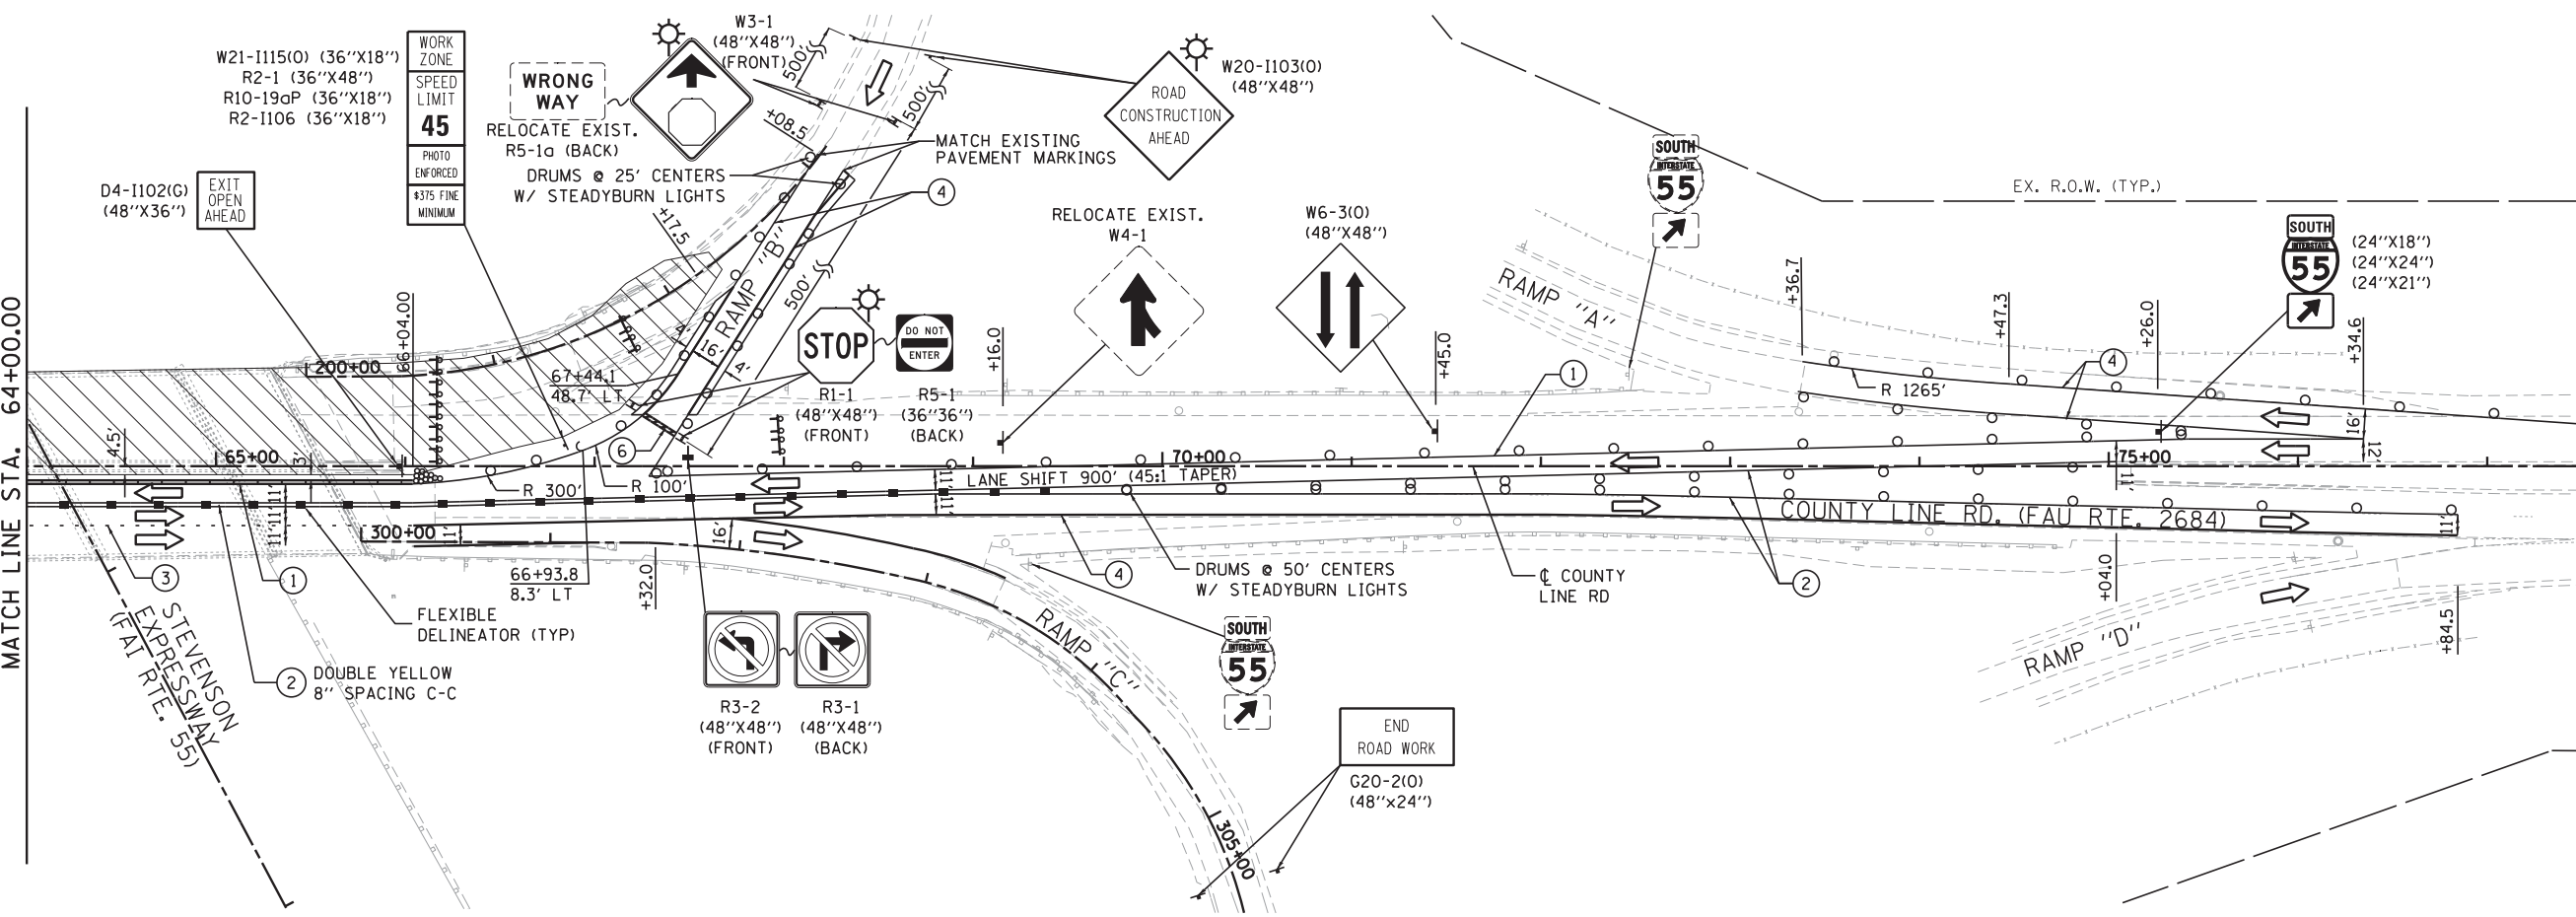 MATCH LINE STA. 64+00.00
W21-I115(O) (36"X18")
R2-1 (36"X48")
R10-19aP (36"X18")
R2-I106 (36"X18")
WORK
ZONE
SPEED
LIMIT
45
PHOTO
ENFORCED
$375 FINE
MINIMUM
D4-I102(G)
(48"X36")
EXIT
OPEN
AHEAD
WRONG
WAY
RELOCATE EXIST.
R5-1a (BACK)
W3-1
(48"X48")
(FRONT)
500'
500'
+08.5
DRUMS @ 25' CENTERS
W/ STEADYBURN LIGHTS
+17.5
MATCH EXISTING
PAVEMENT MARKINGS
4
ROAD
CONSTRUCTION
AHEAD
W20-I103(O)
(48"X48")
RAMP "B"
500'
4'
16'
4'
STOP
R1-1
(48"X48")
(FRONT)
DO NOT
ENTER
R5-1
(36"36")
(BACK)
RELOCATE EXIST.
W4-1
W6-3(O)
(48"X48")
SOUTH
INTERSTATE
55
EX. R.O.W. (TYP.)
SOUTH
INTERSTATE
55
(24"X18")
(24"X24")
(24"X21")
RAMP "A"
+36.7
+47.3
+26.0
+34.6
+16.0
+45.0
1
4
R 1265'
16'
12'
200+00
66+04.00
67+44.1
48.7' LT
6
4.5'
65+00
3'
R 300'
R 100'
70+00
LANE SHIFT 900' (45:1 TAPER)
75+00
11'
11'
11'
11'
11'
11'
COUNTY LINE RD. (FAU RTE. 2684)
11'
300+00
11'
16'
3
1
66+93.8
8.3' LT
+32.0
4
DRUMS @ 50' CENTERS
W/ STEADYBURN LIGHTS
℄ COUNTY
LINE RD
2
+04.0
+84.5
RAMP "D"
STEVENSON
EXPRESSWAY
(FAI RTE. 55)
FLEXIBLE
DELINEATOR (TYP)
2
DOUBLE YELLOW
8" SPACING C-C
R3-2
(48"X48")
(FRONT)
R3-1
(48"X48")
(BACK)
RAMP "C"
SOUTH
INTERSTATE
55
END
ROAD WORK
G20-2(O)
(48"x24")
305+00